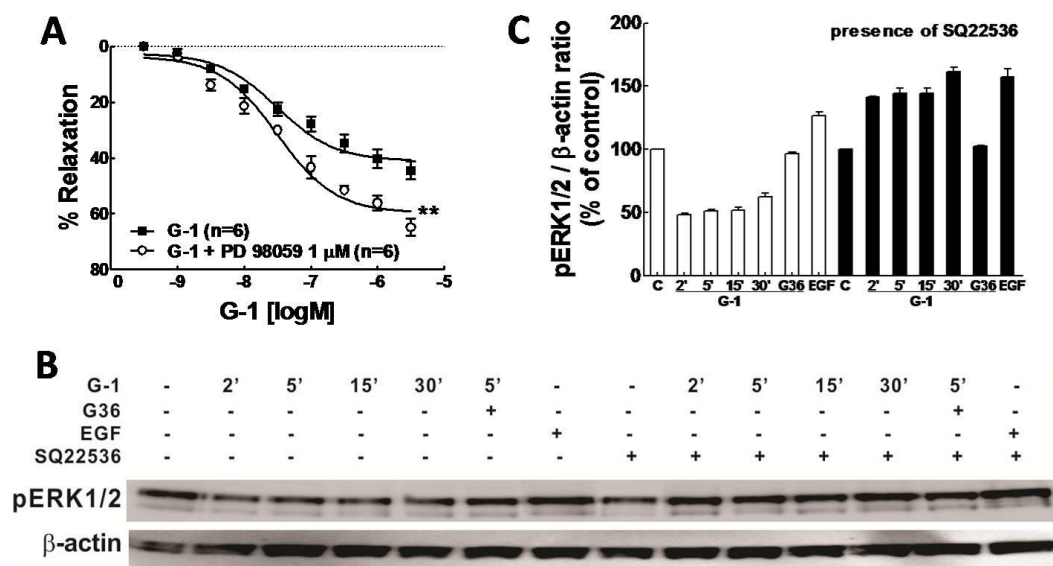 A
0
20
40
60
80
% Relaxation
**
G-1 (n=6)
G-1 + PD 98059 1 μM (n=6)
0 -9 -8 -7 -6 -5
G-1 [logM]
C
200
150
100
50
0
pERK1/2 / β-actin ratio
(% of control)
presence of SQ22536
C 2' 5' 15' 30' G36 EGF C 2' 5' 15' 30' G36 EGF
G-1 G-1
B
G-1 - 2’ 5’ 15’ 30’ 5’ - - 2’ 5’ 15’ 30’ 5’ -
G36 - - - - - + - - - - - - + -
EGF - - - - - - + - - - - - - +
SQ22536 - - - - - - - + + + + + + +
pERK1/2
β-actin